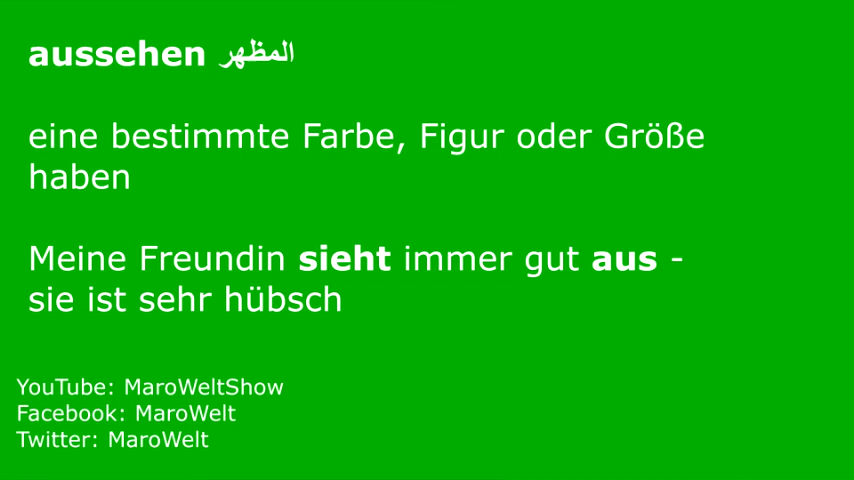 aussehen المظهر
eine bestimmte Farbe, Figur oder Größe
haben
Meine Freundin sieht immer gut aus -
sie ist sehr hübsch
YouTube: MaroWeltShow
Facebook: MaroWelt
Twitter: MaroWelt